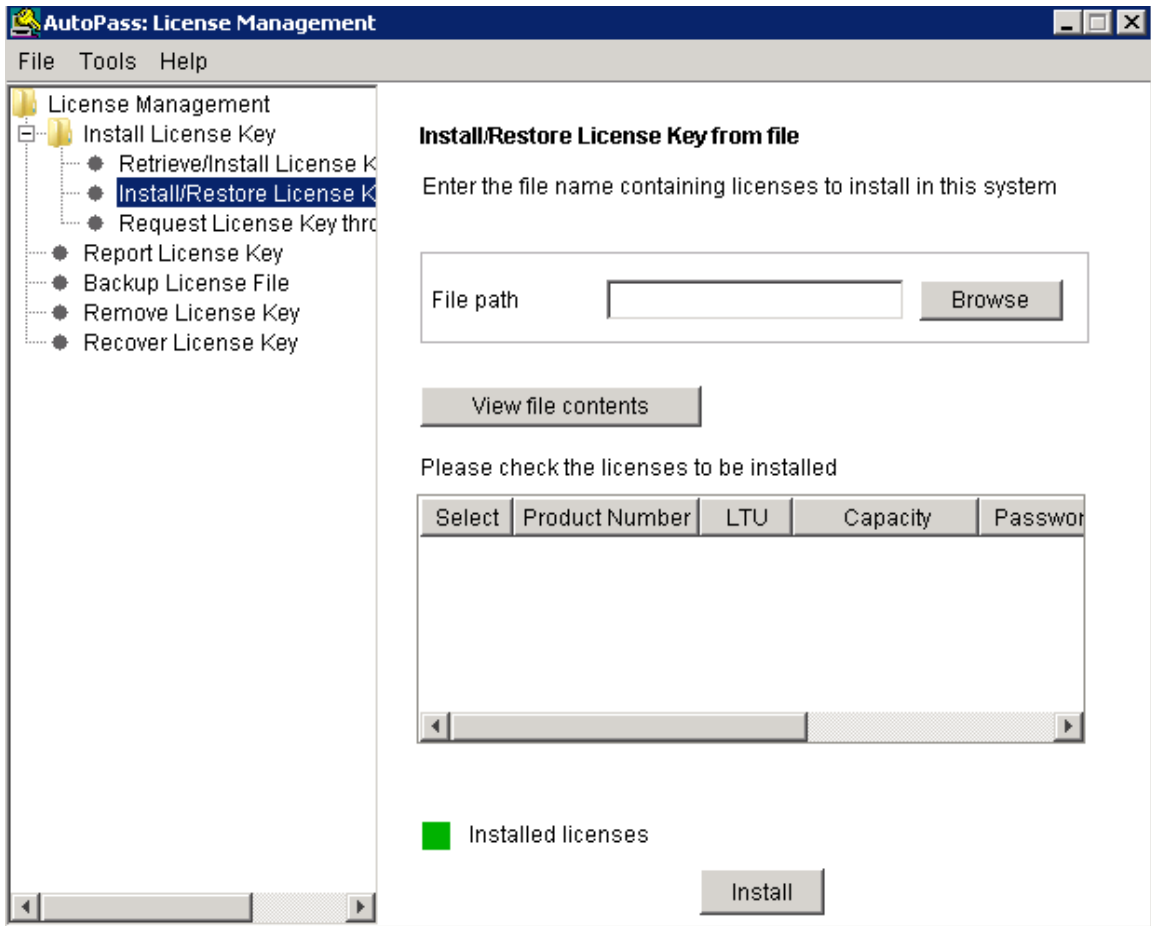 AutoPass: License Management
File Tools Help
License Management
Install License Key
Retrieve/Install License K
Install/Restore License K
Request License Key thro
Report License Key
Backup License File
Remove License Key
Recover License Key
Install/Restore License Key from file
Enter the file name containing licenses to install in this system
File path Browse
View file contents
Please check the licenses to be installed
Select Product Number LTU Capacity Passwor
Installed licenses
Install